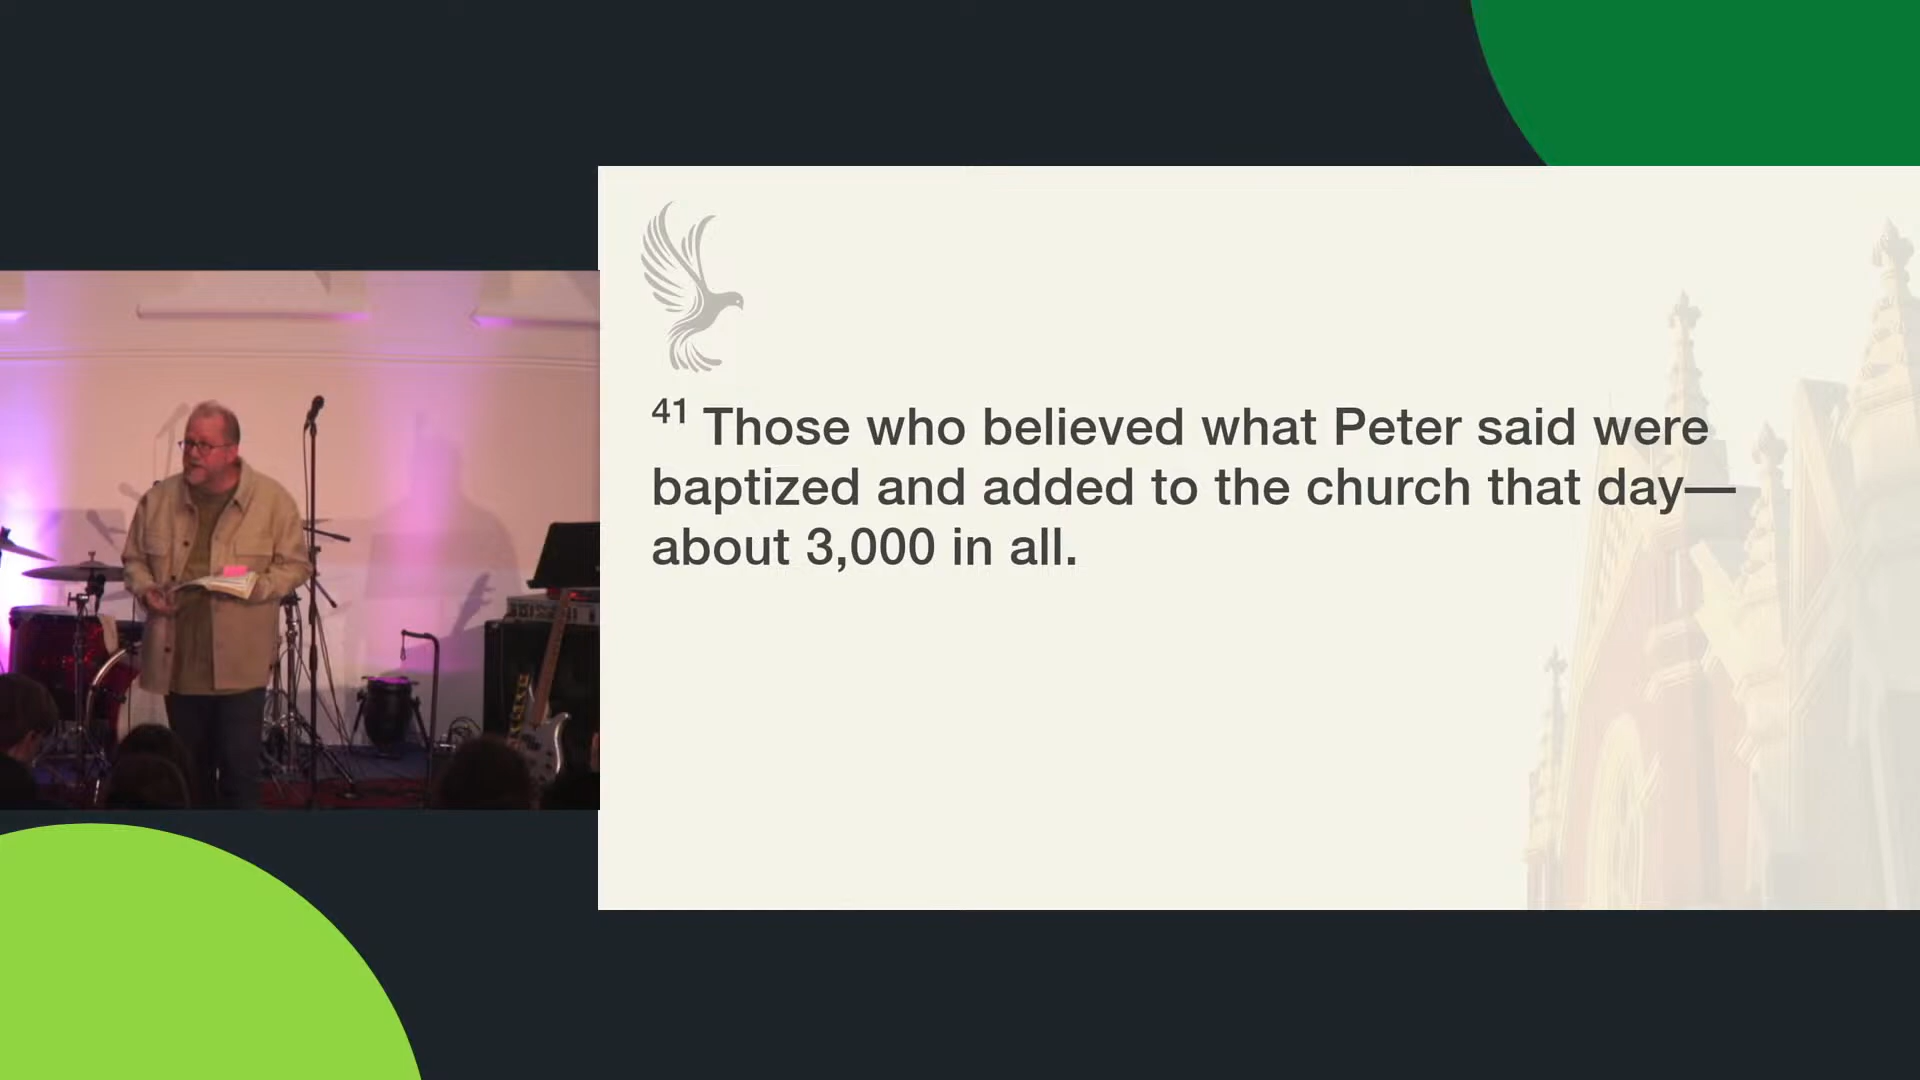 41 Those who believed what Peter said were
baptized and added to the church that day—
about 3,000 in all.